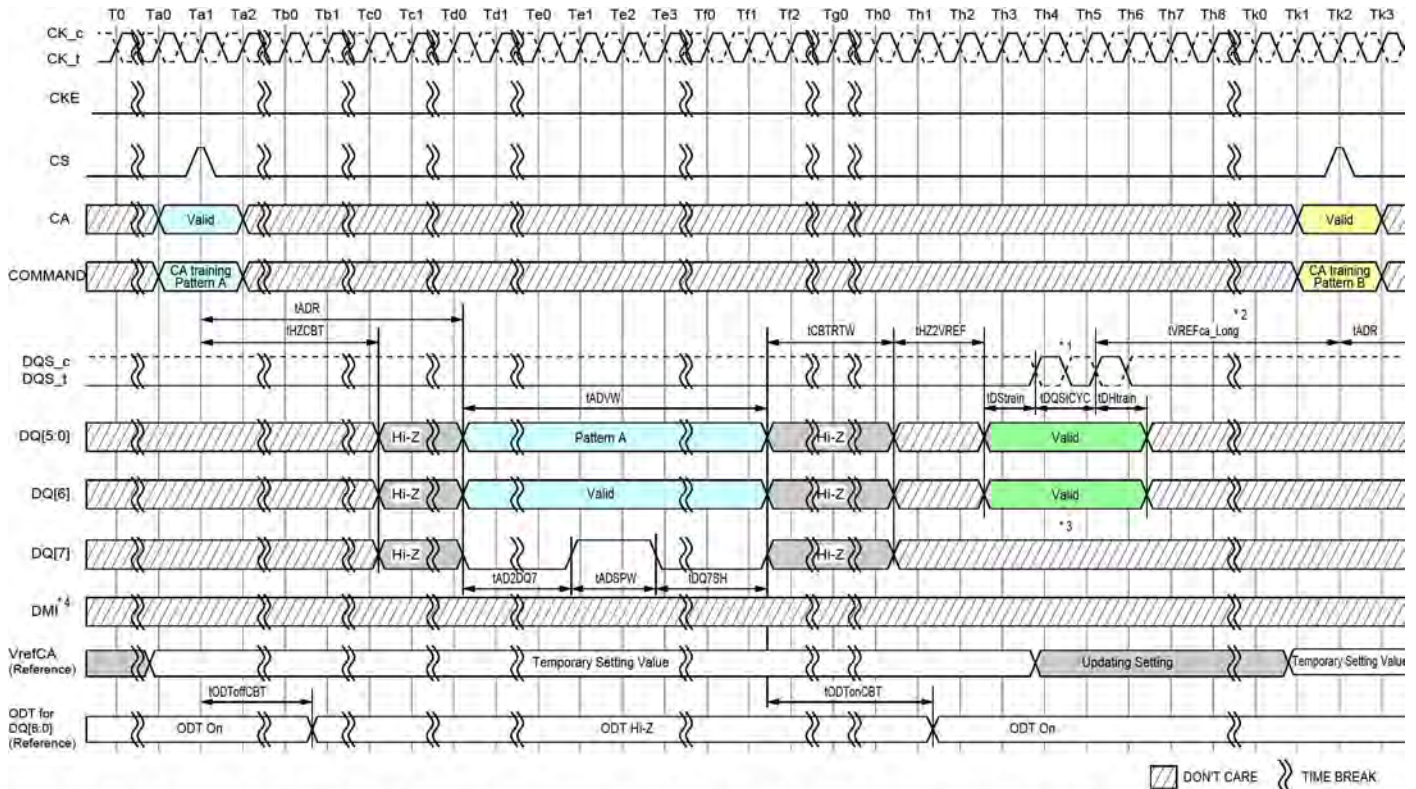 T0 Ta0 Ta1 Ta2 Tb0 Tb1 Tc0 Tc1 Td0 Td1 Te0 Te1 Te2 Te3 Tf0 Tf1 Tf2 Tg0 Th0 Th1 Th2 Th3 Th4 Th5 Th6 Th7 Th8 Tk0 Tk1 Tk2 Tk3
CK_c
CK_t
CKE
CS
CA Valid Valid
COMMAND CA training Pattern A CA training Pattern B
tADR *2
tHZCBT tCBTRTW tHZ2VREF tVREFca_Long tADR
DQS_c *1
DQS_t
tADVW tDStrain tDQSICYC tDHtrain
DQ[5:0] Hi-Z Pattern A Hi-Z Valid
DQ[6] Hi-Z Valid Hi-Z Valid
*3
DQ[7] Hi-Z Hi-Z
tAD2DQ7 tADSPW tDQ7SH
DMI*4
VrefCA
(Reference) Temporary Setting Value Updating Setting Temporary Setting Value
tODToffCBT tODTonCBT
ODT for
DQ[6:0] ODT On ODT Hi-Z ODT On
(Reference)
DON'T CARE TIME BREAK